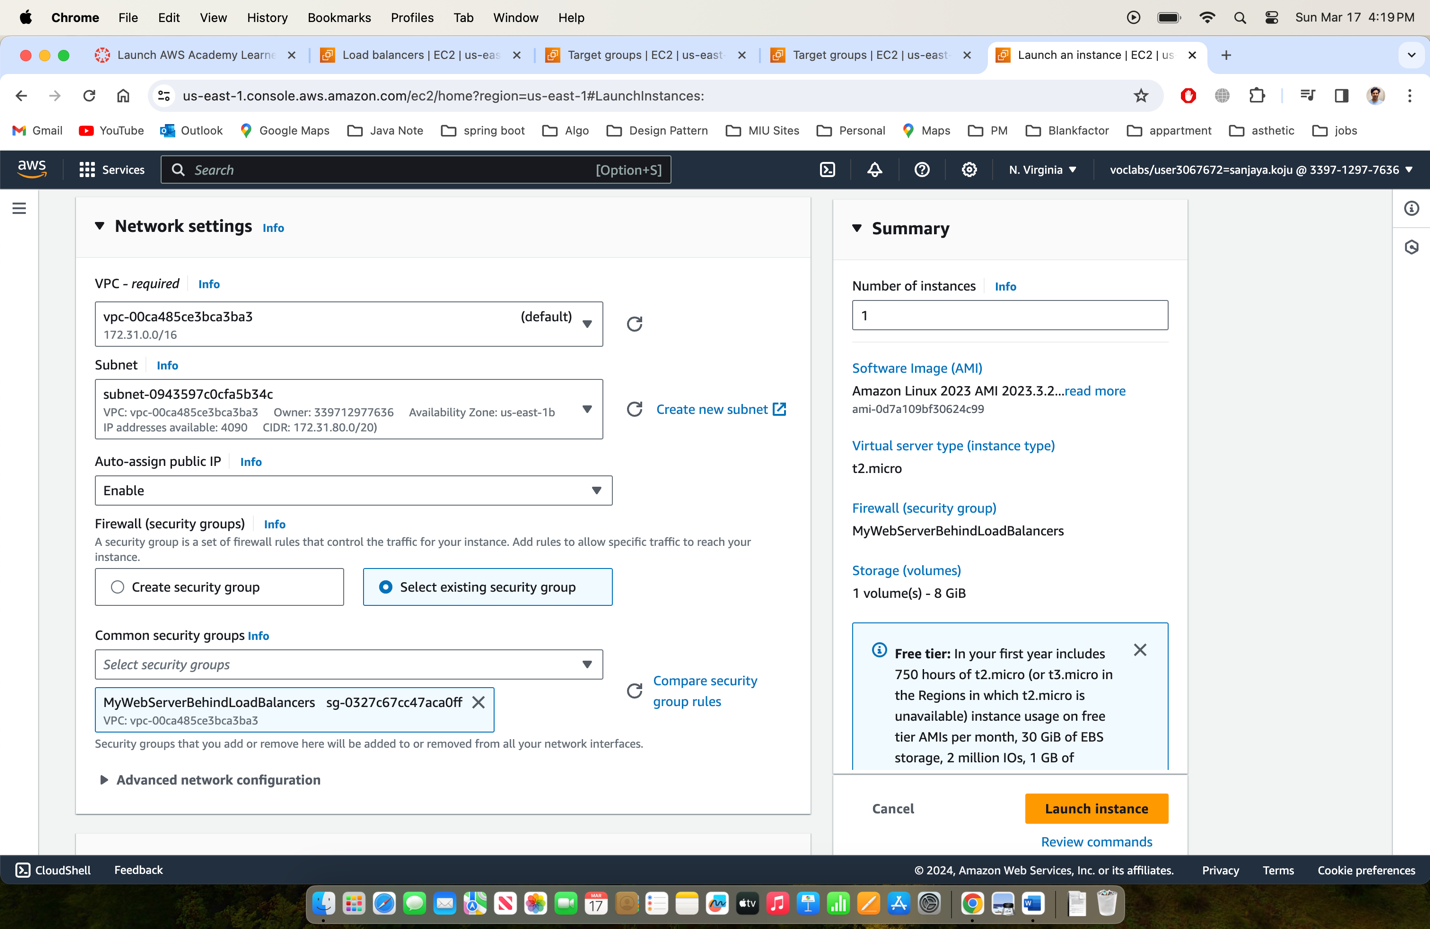 Chrome File Edit View History Bookmarks Profiles Tab Window Help Sun Mar 17 4:19 PM
Launch AWS Academy Learne Load balancers | EC2 | us-eas Target groups | EC2 | us-east- Target groups | EC2 | us-east- Launch an instance | EC2 | us
us-east-1.console.aws.amazon.com/ec2/home?region=us-east-1#LaunchInstances:
Gmail YouTube Outlook Google Maps Java Note spring boot Algo Design Pattern MIU Sites Personal Maps PM Blankfactor appartment asthetic jobs
aws Services Search [Option+S] N. Virginia voclabs/user3067672=sanjaya.koju @ 3397-1297-7636
Network settings Info
VPC - required Info
vpc-00ca485ce3bca3ba3 (default)
172.31.0.0/16
Subnet Info
subnet-0943597c0cfa5b34c
VPC: vpc-00ca485ce3bca3ba3 Owner: 339712977636 Availability Zone: us-east-1b
IP addresses available: 4090 CIDR: 172.31.80.0/20)
Create new subnet
Auto-assign public IP Info
Enable
Firewall (security groups) Info
A security group is a set of firewall rules that control the traffic for your instance. Add rules to allow specific traffic to reach your
instance.
Create security group Select existing security group
Common security groups Info
Select security groups
MyWebServerBehindLoadBalancers sg-0327c67cc47aca0ff
VPC: vpc-00ca485ce3bca3ba3
Compare security
group rules
Security groups that you add or remove here will be added to or removed from all your network interfaces.
Advanced network configuration
Summary
Number of instances Info
1
Software Image (AMI)
Amazon Linux 2023 AMI 2023.3.2...read more
ami-0d7a109bf30624c99
Virtual server type (instance type)
t2.micro
Firewall (security group)
MyWebServerBehindLoadBalancers
Storage (volumes)
1 volume(s) - 8 GiB
Free tier: In your first year includes
750 hours of t2.micro (or t3.micro in
the Regions in which t2.micro is
unavailable) instance usage on free
tier AMIs per month, 30 GiB of EBS
storage, 2 million IOs, 1 GB of
Cancel Launch instance
Review commands
CloudShell Feedback © 2024, Amazon Web Services, Inc. or its affiliates. Privacy Terms Cookie preferences
MAR
17
tv
W